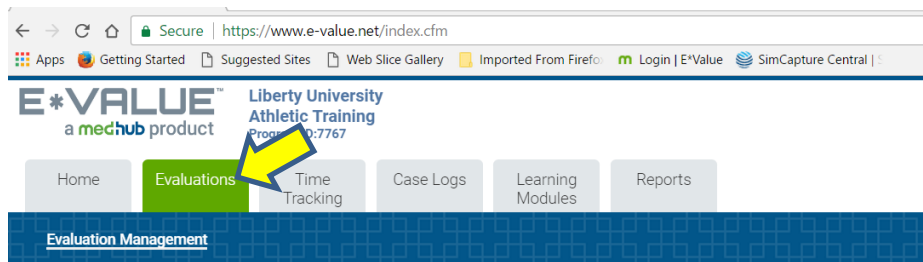 Secure | https://www.e-value.net/index.cfm
Apps Getting Started Suggested Sites Web Slice Gallery Imported From Firefo Login | E*Value SimCapture Central | S
E*VALUE™ Liberty University
Athletic Training
a medhub product :7767
Home Evaluations Time Tracking Case Logs Learning Modules Reports
Evaluation Management